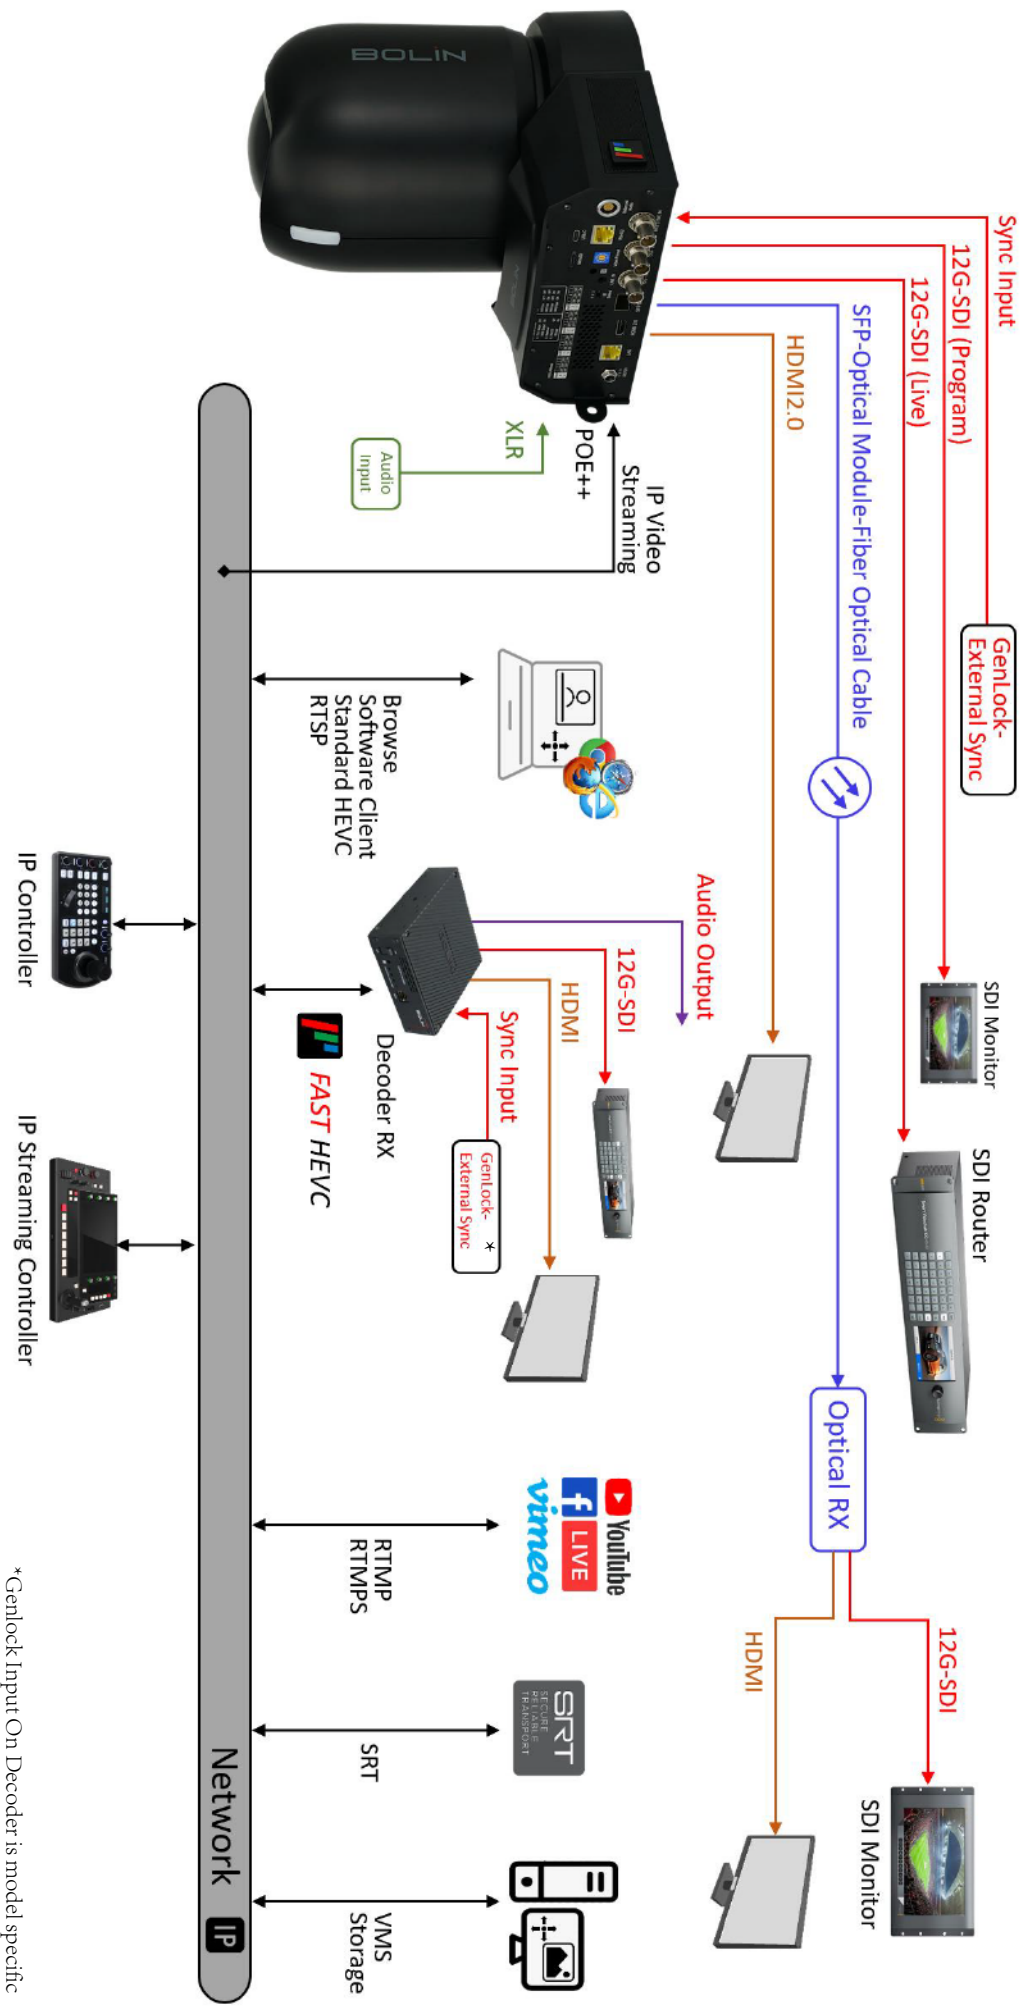 BOLIN
Sync Input
GenLock-
External Sync
12G-SDI (Program)
SDI Monitor
12G-SDI (Live)
SDI Router
SFP-Optical Module-Fiber Optical Cable
Optical RX
12G-SDI
SDI Monitor
HDMI
HDMI2.0
IP Video
Streaming
POE++
XLR
Audio
Input
Browse
Software Client
Standard HEVC
RTSP
Audio Output
12G-SDI
HDMI
Sync Input
GenLock- *
External Sync
Decoder RX
FAST HEVC
YouTube
f LIVE
vimeo
RTMP
RTMPS
SRT
SECURE
RELIABLE
TRANSPORT
SRT
VMS
Storage
Network IP
IP Controller
IP Streaming Controller
*Genlock Input On Decoder is model specific